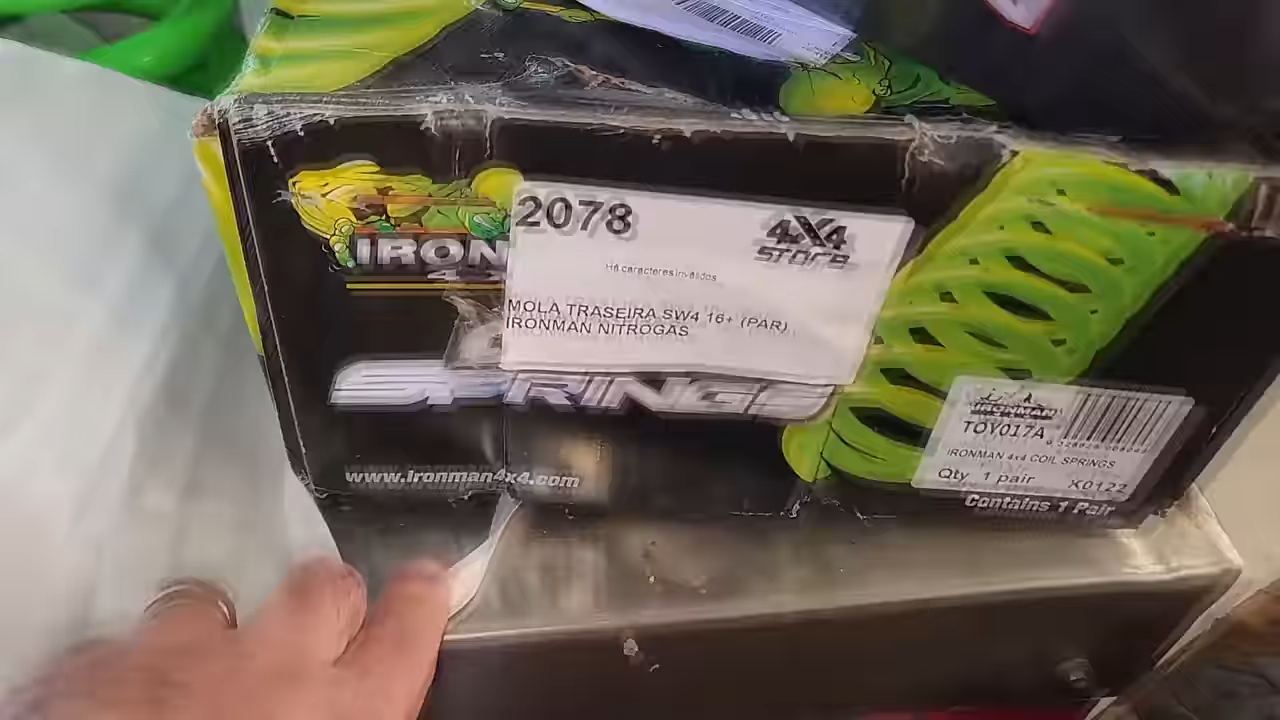 2078
4X4
STORE
Há caracteres inválidos
MOLA TRASEIRA SW4 16+ (PAR)
IRONMAN NITROGAS
IRON
SPRINGS
www.ironman4x4.com
IRONMAN
TOY017A
IRONMAN 4x4 COIL SPRINGS
Qty 1 pair X0122
Contains 1 Pair